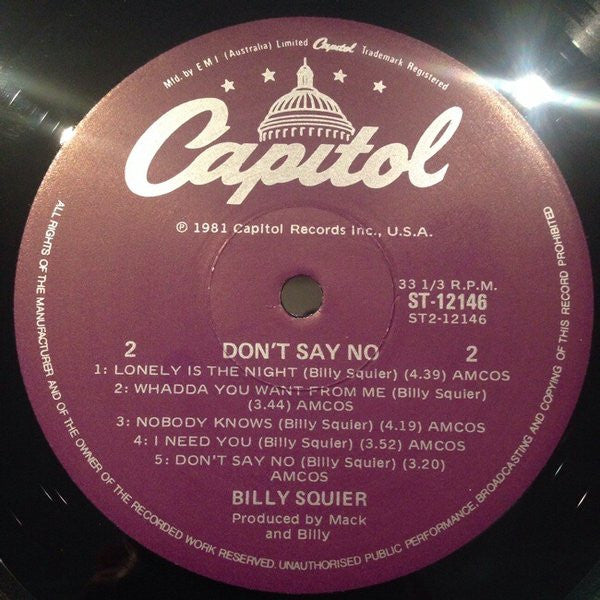 Mfd. by E M I (Australia) Limited Capitol Trademark Registered
Capitol
℗ 1981 Capitol Records Inc., U.S.A.
33 1/3 R.P.M.
ST-12146
ST2-12146
2 DON'T SAY NO 2
1: LONELY IS THE NIGHT (Billy Squier) (4.39) AMCOS
2: WHADDA YOU WANT FROM ME (Billy Squier)
(3.44) AMCOS
3: NOBODY KNOWS (Billy Squier) (4.19) AMCOS
4: I NEED YOU (Billy Squier) (3.52) AMCOS
5: DON'T SAY NO (Billy Squier) (3.20)
AMCOS
BILLY SQUIER
Produced by Mack
and Billy
ALL RIGHTS OF THE MANUFACTURER AND OF THE OWNER OF THE RECORDED WORK RESERVED. UNAUTHORISED PUBLIC PERFORMANCE, BROADCASTING AND COPYING OF THIS RECORD PROHIBITED